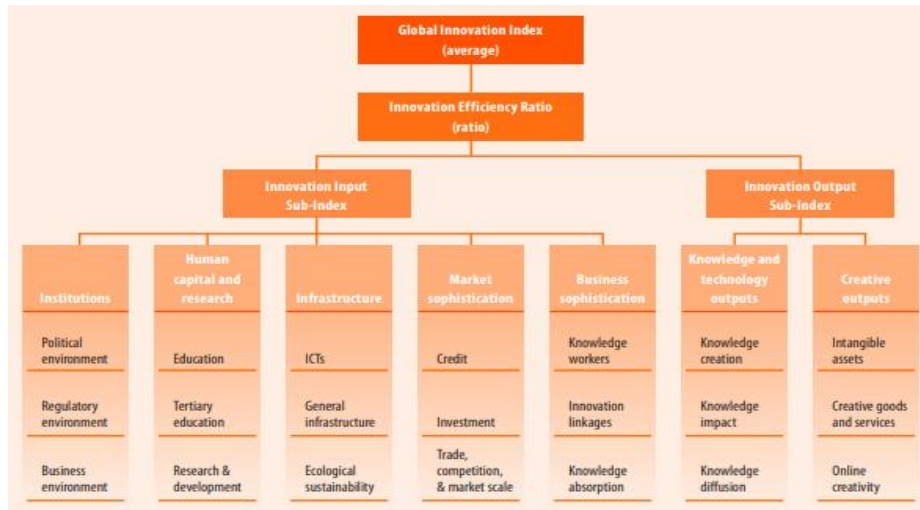 Global Innovation Index
(average)
Innovation Efficiency Ratio
(ratio)
Innovation Input
Sub-Index
Innovation Output
Sub-Index
Institutions
Human
capital and
research
Infrastructure
Market
sophistication
Business
sophistication
Knowledge and
technology
outputs
Creative
outputs
Political
environment
Education
ICTs
Credit
Knowledge
workers
Knowledge
creation
Intangible
assets
Regulatory
environment
Tertiary
education
General
infrastructure
Investment
Innovation
linkages
Knowledge
impact
Creative goods
and services
Business
environment
Research &
development
Ecological
sustainability
Trade,
competition,
& market scale
Knowledge
absorption
Knowledge
diffusion
Online
creativity